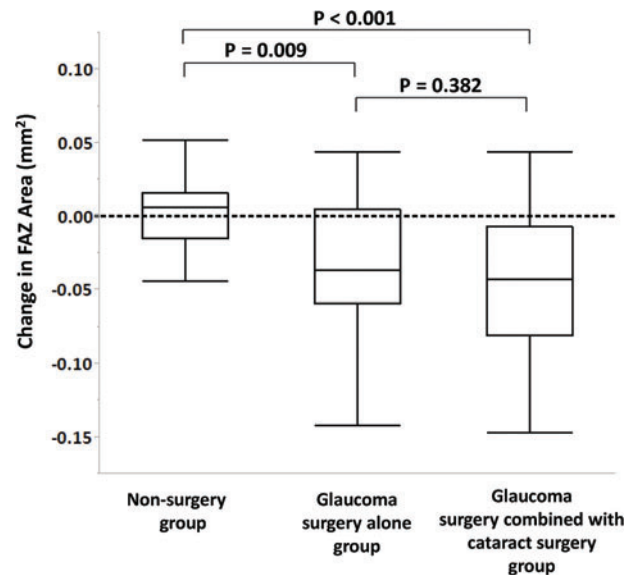 P < 0.001
P = 0.009
P = 0.382
Change in FAZ Area (mm²)
0.10
0.05
0.00
-0.05
-0.10
-0.15
Non-surgery
group
Glaucoma
surgery alone
group
Glaucoma
surgery combined with
cataract surgery
group